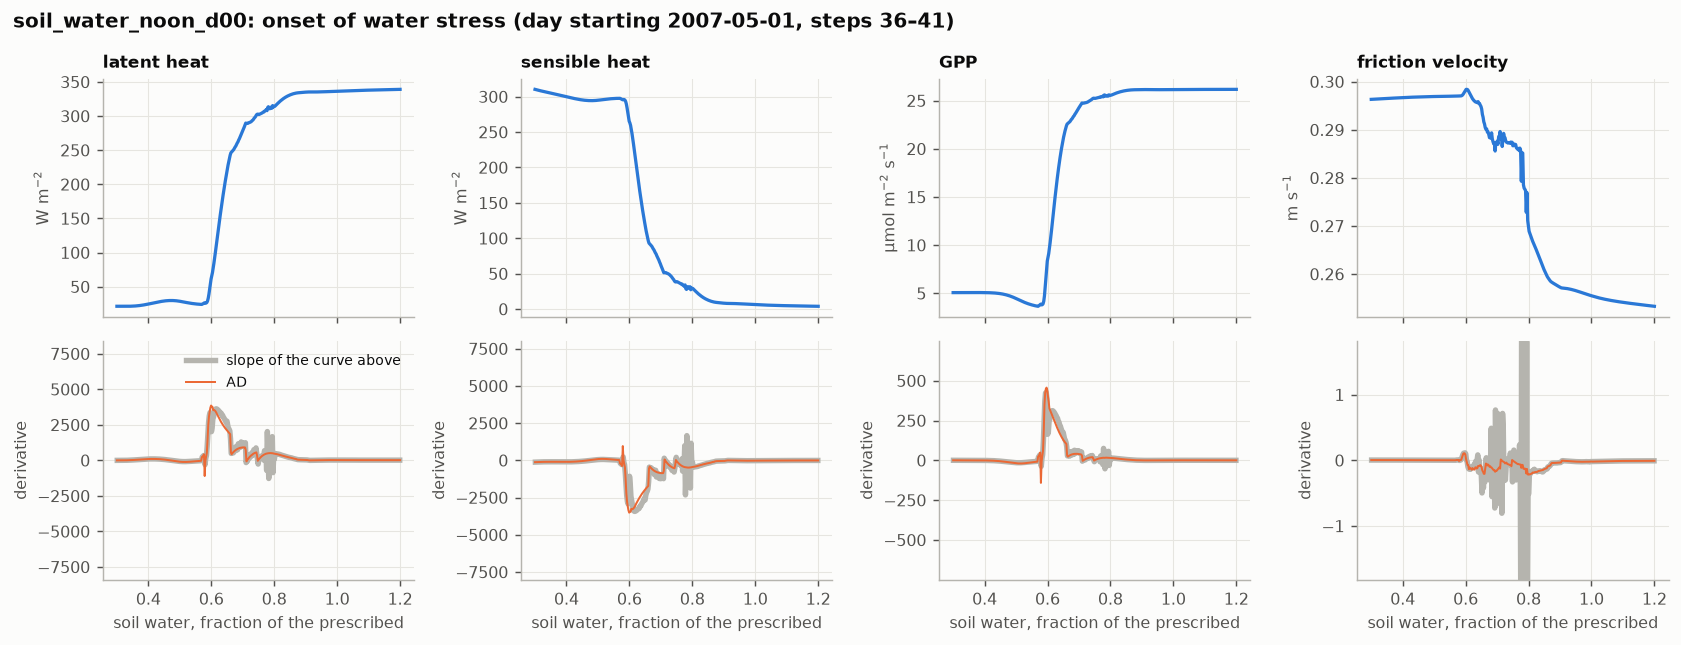 soil_water_noon_d00: onset of water stress (day starting 2007-05-01, steps 36–41)
latent heat
sensible heat
GPP
friction velocity
350
300
250
200
150
100
50
W m⁻²
300
250
200
150
100
50
0
W m⁻²
25
20
15
10
5
µmol m⁻² s⁻¹
0.30
0.29
0.28
0.27
0.26
m s⁻¹
7500
5000
2500
0
−2500
−5000
−7500
derivative
slope of the curve above
AD
0.4 0.6 0.8 1.0 1.2
soil water, fraction of the prescribed
7500
5000
2500
0
−2500
−5000
−7500
derivative
0.4 0.6 0.8 1.0 1.2
soil water, fraction of the prescribed
500
250
0
−250
−500
derivative
0.4 0.6 0.8 1.0 1.2
soil water, fraction of the prescribed
1
0
−1
derivative
0.4 0.6 0.8 1.0 1.2
soil water, fraction of the prescribed